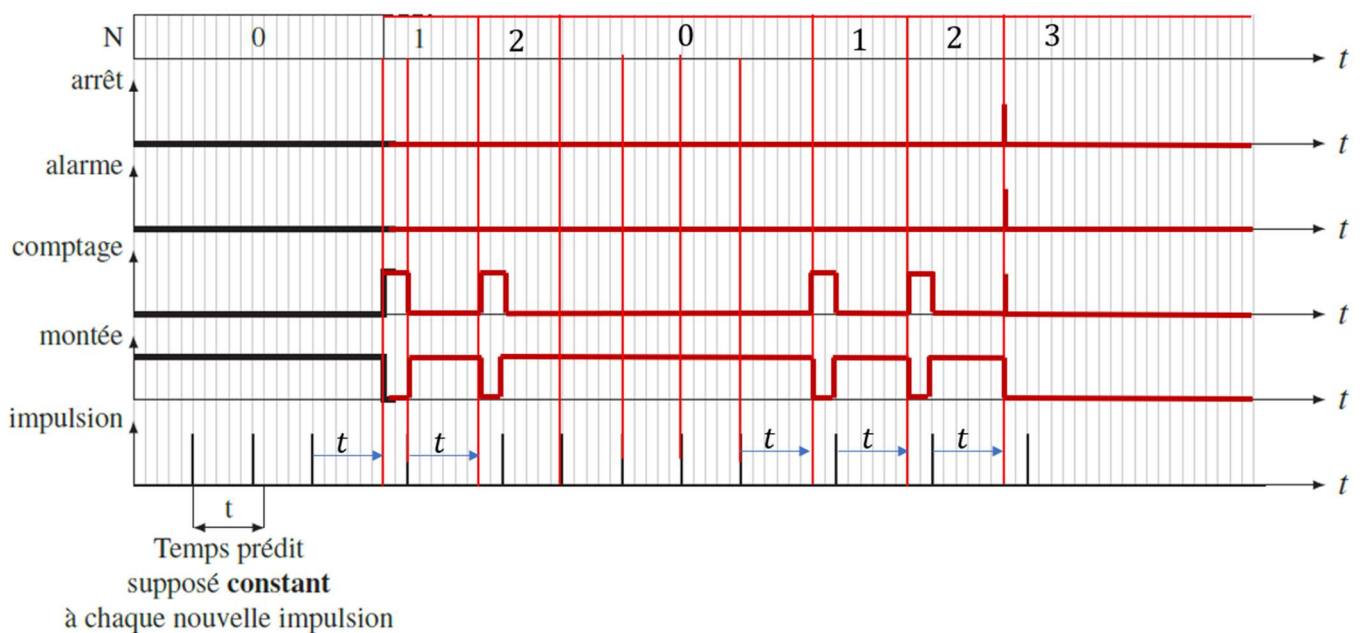 N 0 1 2 0 1 2 3 t
arrêt
t
alarme
t
comptage
t
montée
t
impulsion
t t t t t
t
t
Temps prédit
supposé constant
à chaque nouvelle impulsion